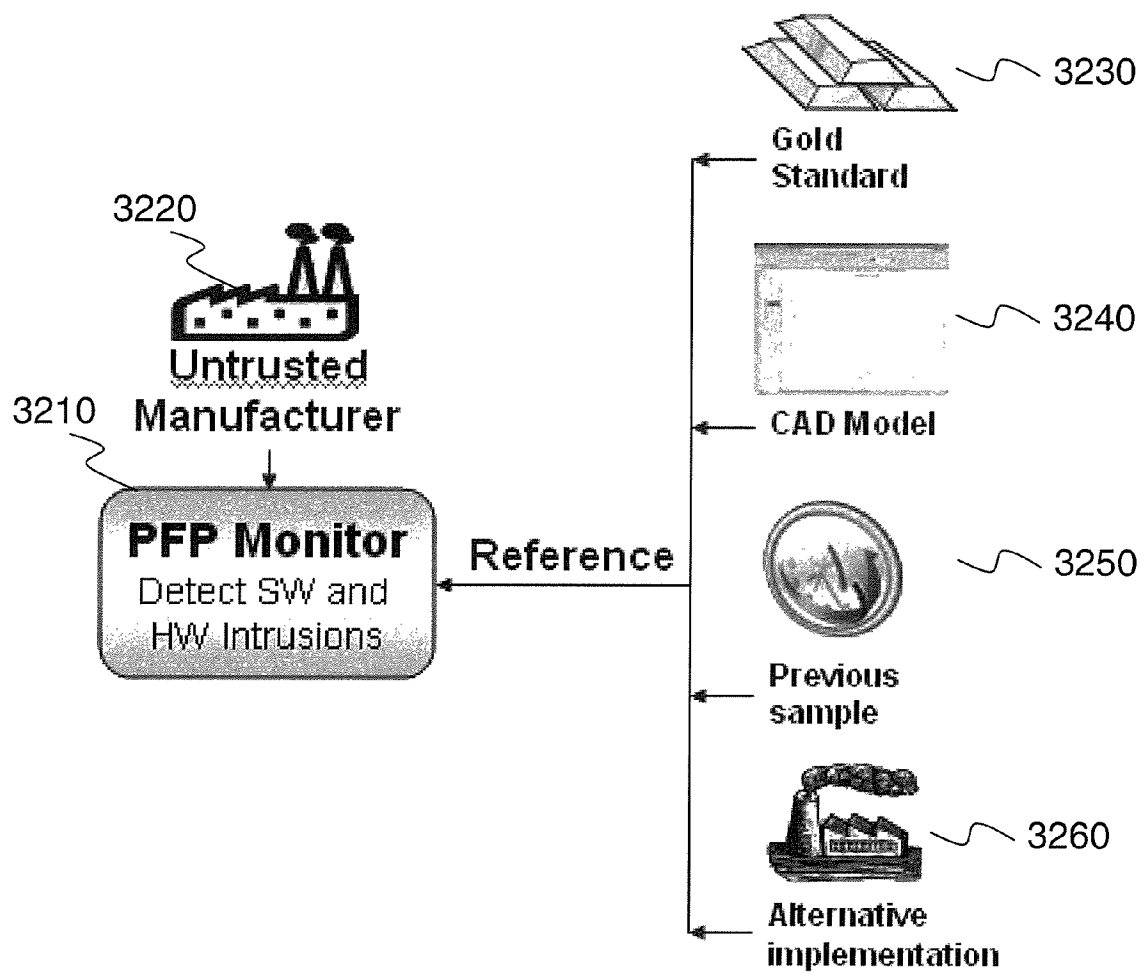 3230
Gold
Standard
3220
Untrusted
Manufacturer
3240
CAD Model
3210
PFP Monitor
Detect SW and
HW Intrusions
Reference
3250
Previous
sample
3260
Alternative
implementation